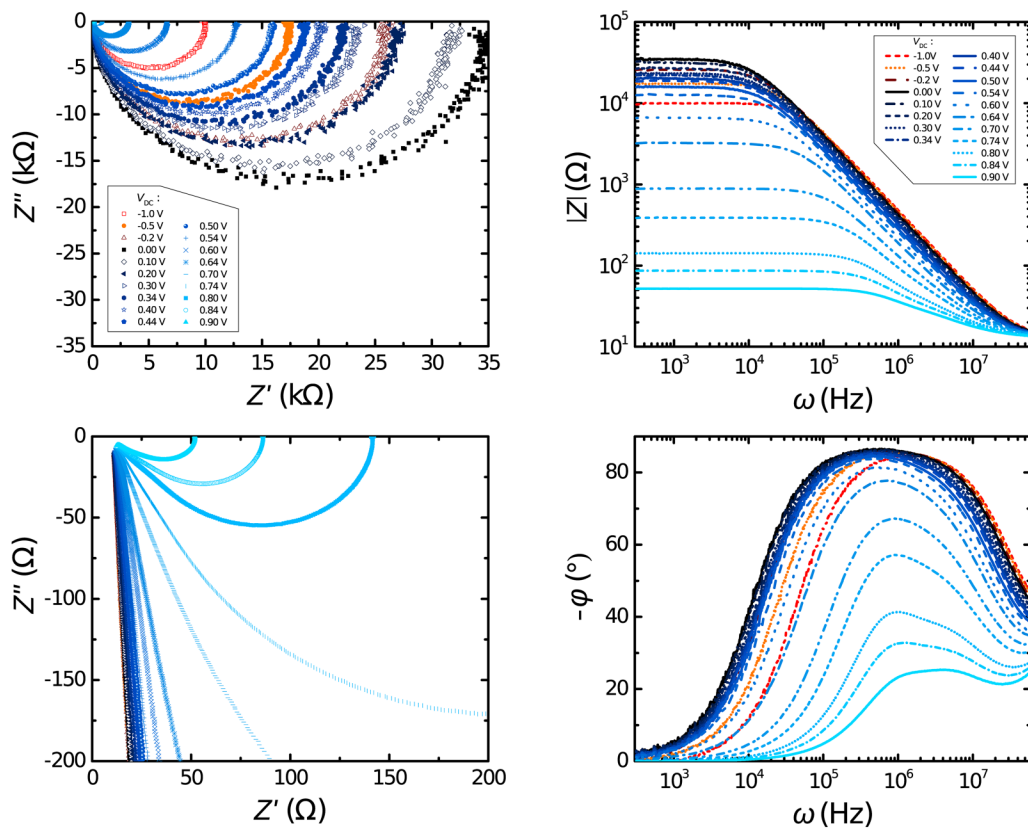 0
-5
-10
-15
-20
-25
-30
-35
Z'' (kΩ)
0 5 10 15 20 25 30 35
Z' (kΩ)
V_DC :
-1.0 V
-0.5 V
-0.2 V
0.00 V
0.10 V
0.20 V
0.30 V
0.34 V
0.40 V
0.44 V
0.50 V
0.54 V
0.60 V
0.64 V
0.70 V
0.74 V
0.80 V
0.84 V
0.90 V
10^5
10^4
10^3
10^2
10^1
|Z| (Ω)
10^3 10^4 10^5 10^6 10^7
ω (Hz)
V_DC :
-1.0V
-0.5 V
-0.2 V
0.00 V
0.10 V
0.20 V
0.30 V
0.34 V
0.40 V
0.44 V
0.50 V
0.54 V
0.60 V
0.64 V
0.70 V
0.74 V
0.80 V
0.84 V
0.90 V
0
-50
-100
-150
-200
Z'' (Ω)
0 50 100 150 200
Z' (Ω)
80
60
40
20
0
-φ (°)
10^3 10^4 10^5 10^6 10^7
ω (Hz)